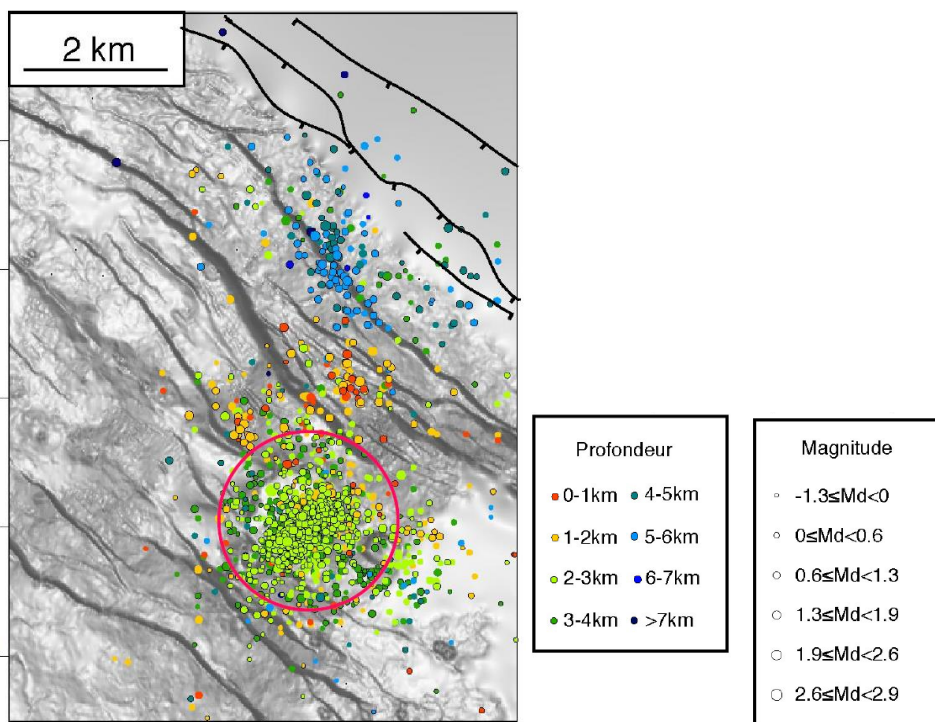 2 km
Profondeur
0-1km
4-5km
1-2km
5-6km
2-3km
6-7km
3-4km
>7km
Magnitude
-1.3≤Md<0
0≤Md<0.6
0.6≤Md<1.3
1.3≤Md<1.9
1.9≤Md<2.6
2.6≤Md<2.9